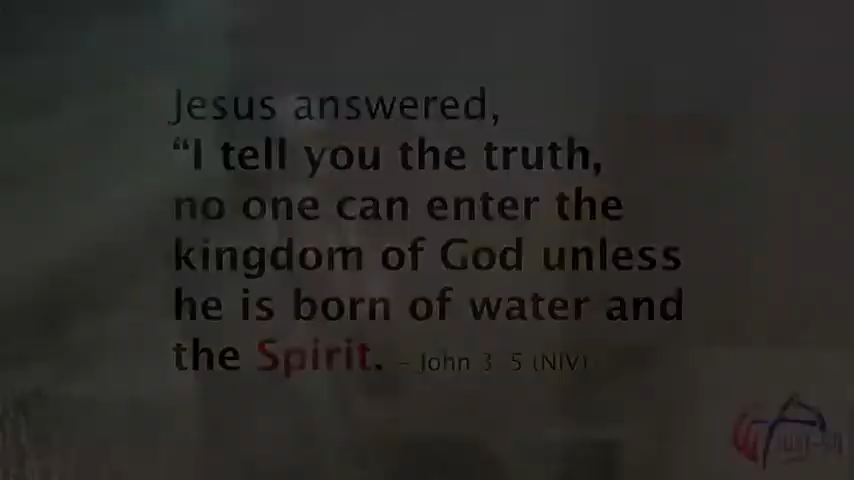 Jesus answered,
“I tell you the truth,
no one can enter the
kingdom of God unless
he is born of water and
the Spirit. – John 3 5 (NIV)